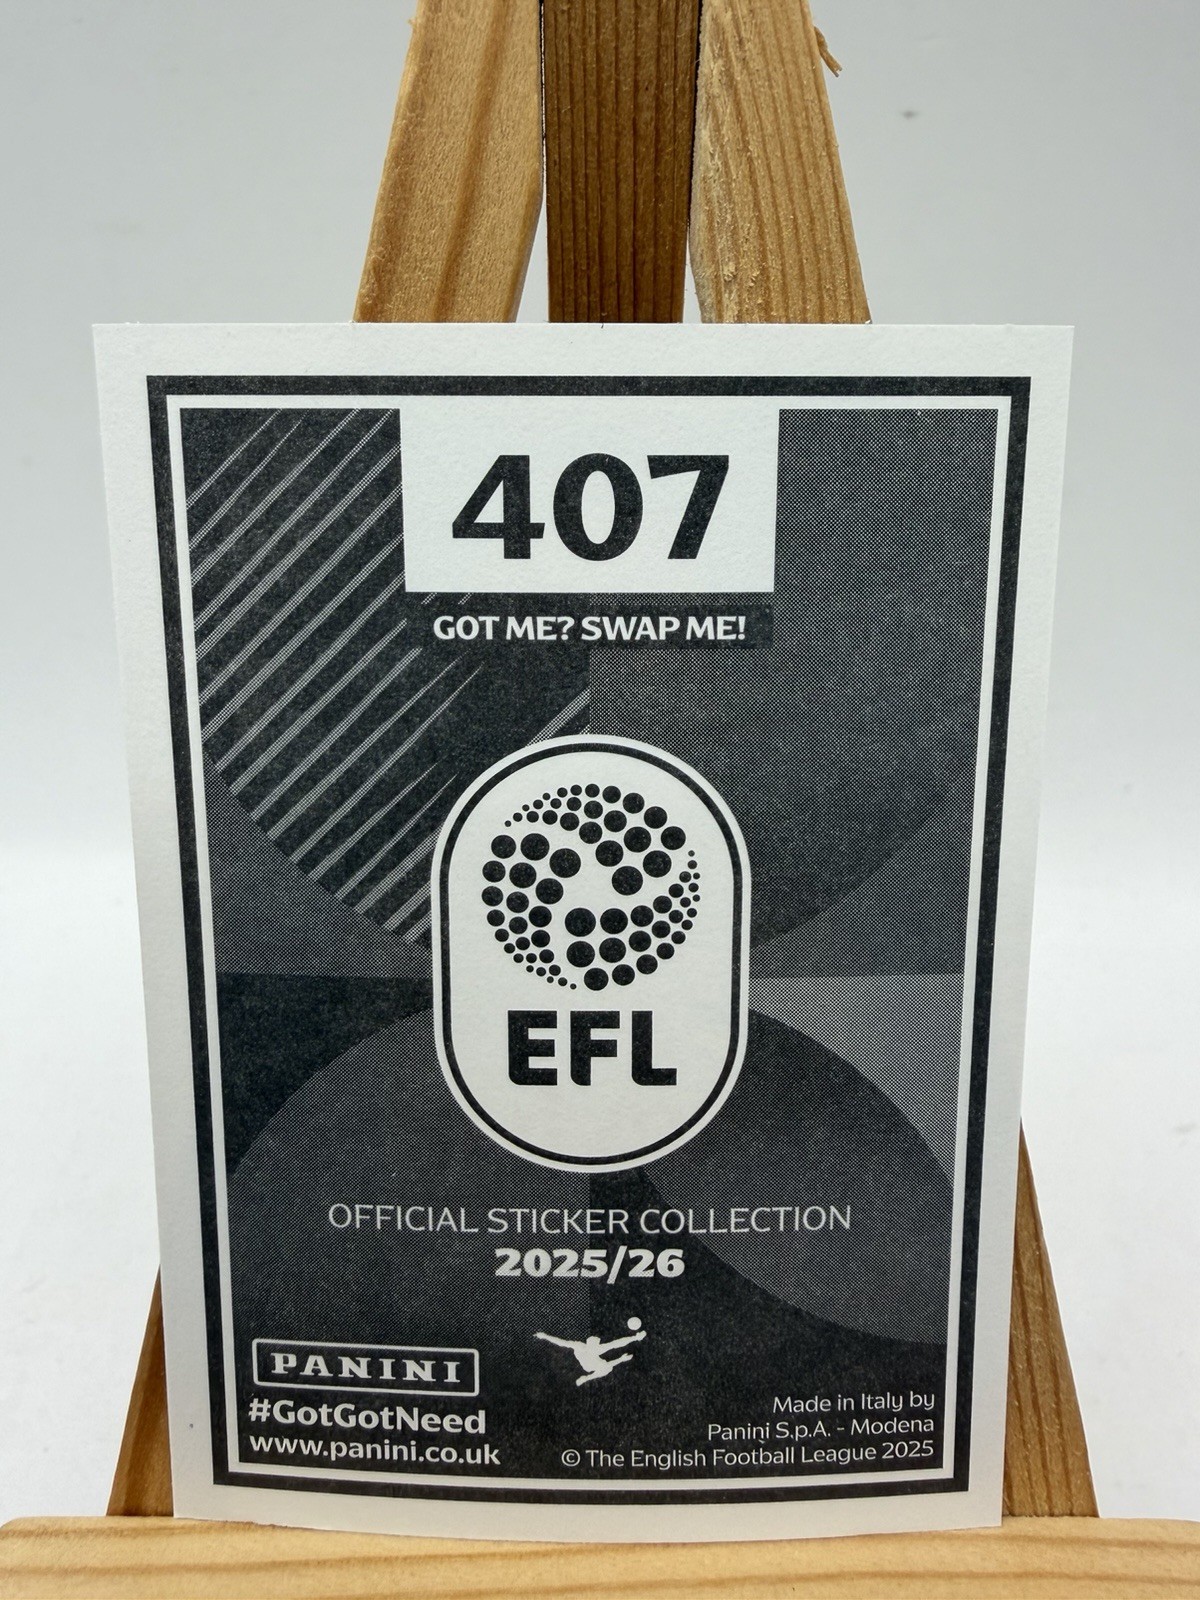 407
GOT ME? SWAP ME!
EFL
OFFICIAL STICKER COLLECTION
2025/26
PANINI
#GotGotNeed
www.panini.co.uk
Made in Italy by
Panini S.p.A. - Modena
© The English Football League 2025